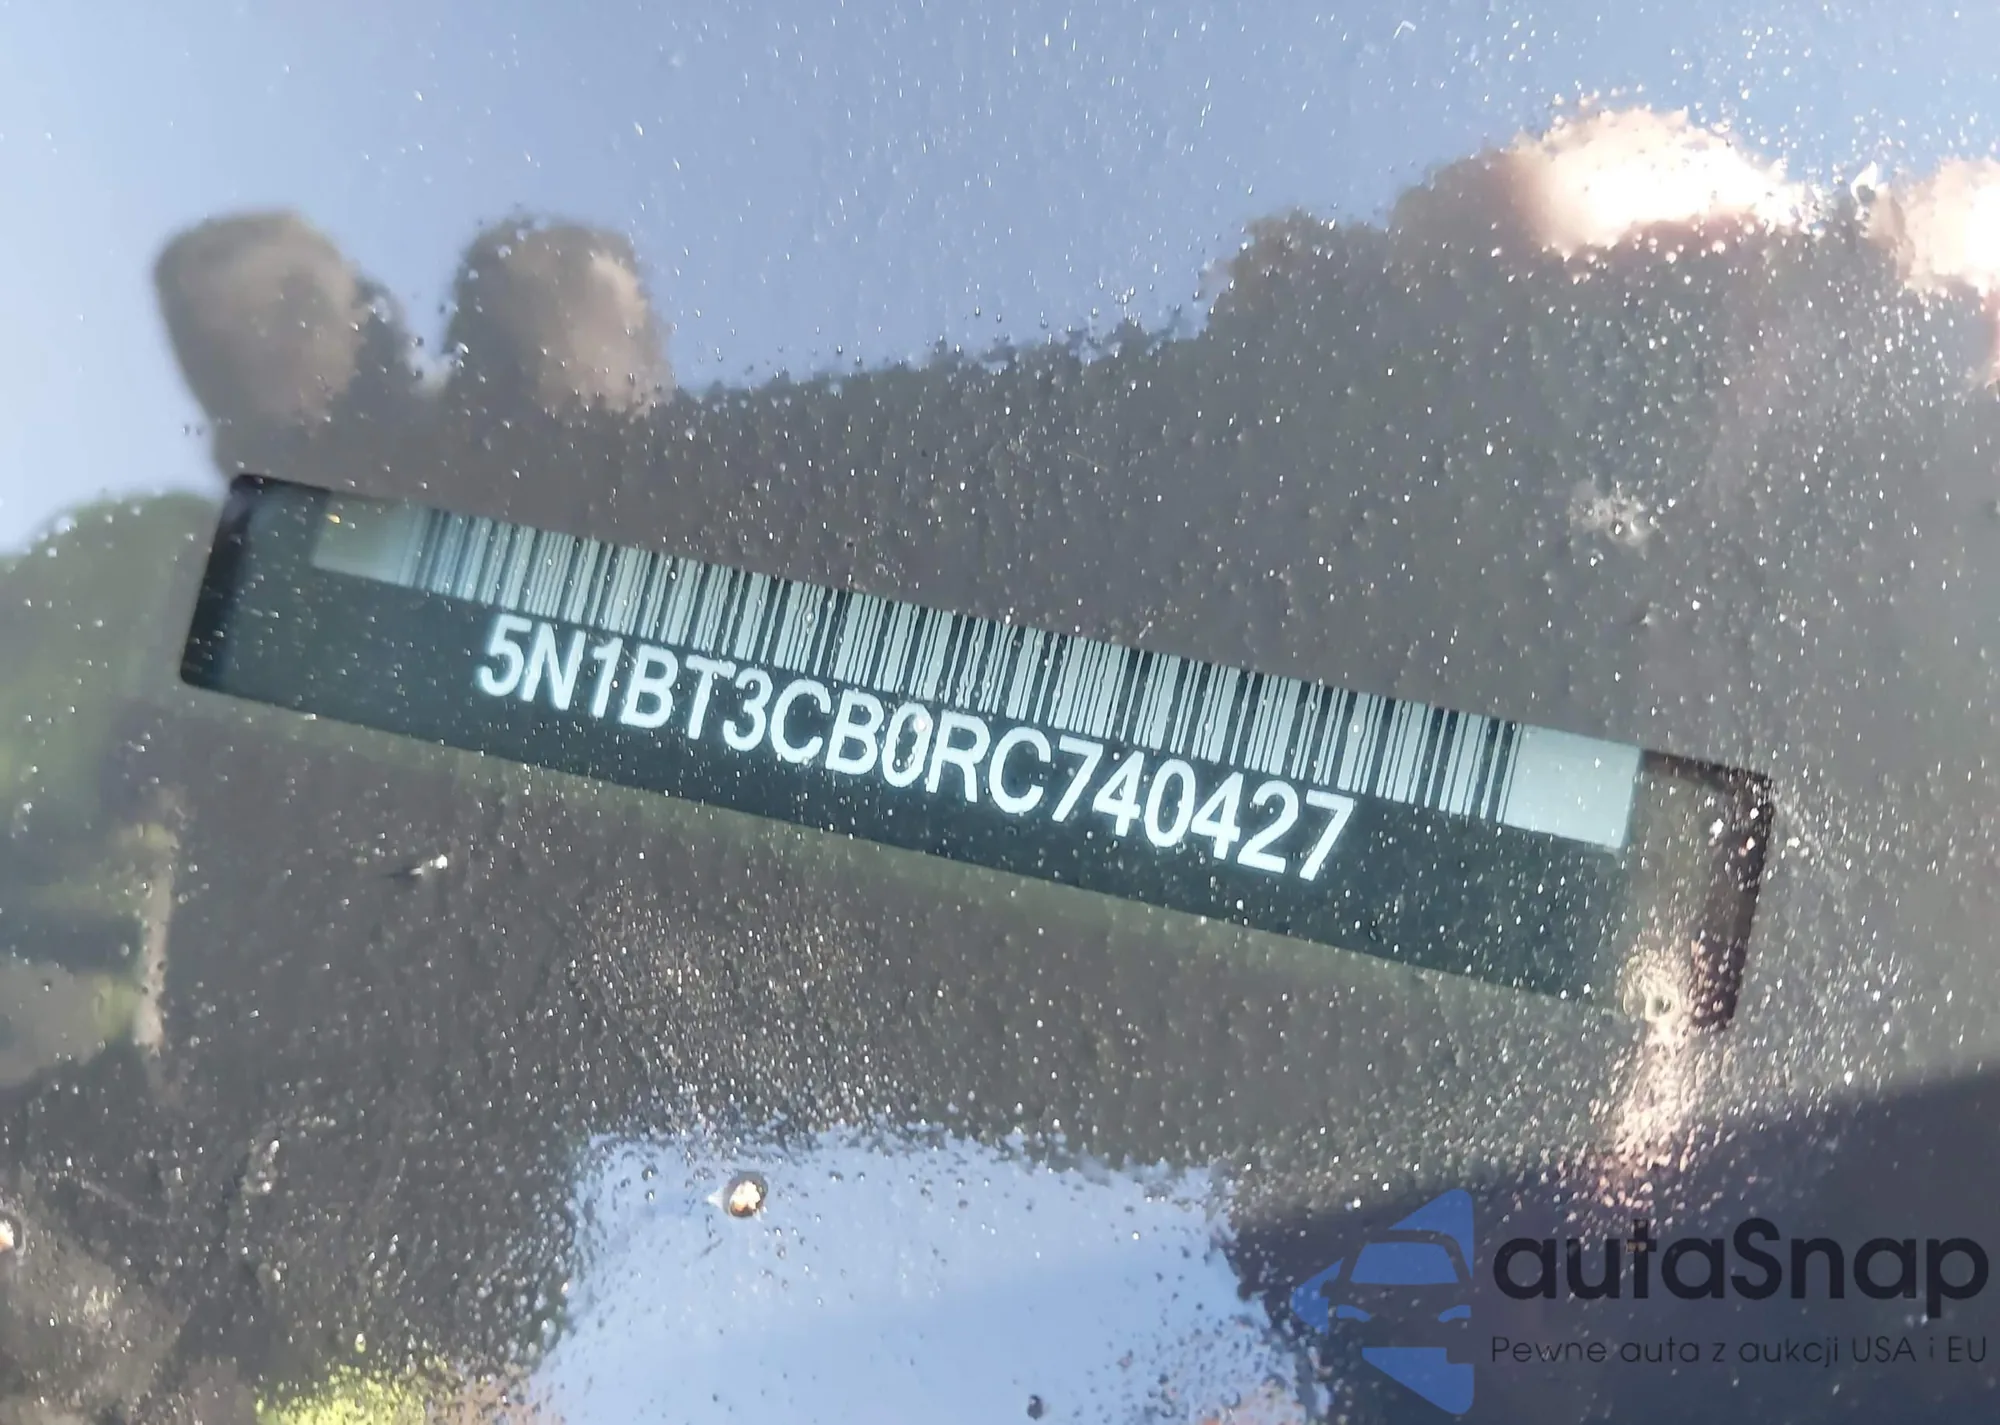 5N1BT3CB0RC740427
autaSnap
Pewne auta z aukcji USA i EU